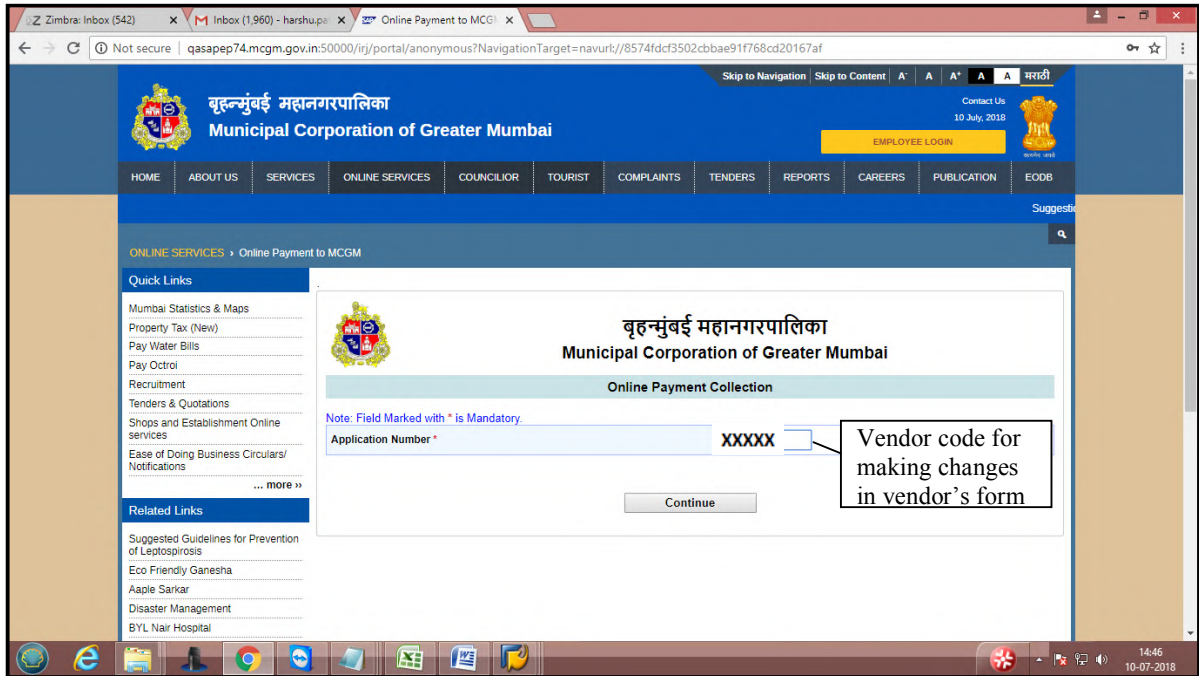 Zimbra: Inbox (542)
Inbox (1,960) - harshu.pa
Online Payment to MCG
Not secure | qasapep74.mcgm.gov.in:50000/irj/portal/anonymous?NavigationTarget=navurl://8574fdcf3502cbbae91f768cd20167af
Skip to Navigation Skip to Content A- A A+ A A मराठी
बृहन्मुंबई महानगरपालिका
Municipal Corporation of Greater Mumbai
Contact Us
10 July, 2018
EMPLOYEE LOGIN
सत्यमेव जयते
HOME ABOUT US SERVICES ONLINE SERVICES COUNCILIOR TOURIST COMPLAINTS TENDERS REPORTS CAREERS PUBLICATION EODB
Suggestio
ONLINE SERVICES › Online Payment to MCGM
Quick Links
Mumbai Statistics & Maps
Property Tax (New)
Pay Water Bills
Pay Octroi
Recruitment
Tenders & Quotations
Shops and Establishment Online
services
Ease of Doing Business Circulars/
Notifications
... more ››
Related Links
Suggested Guidelines for Prevention
of Leptospirosis
Eco Friendly Ganesha
Aaple Sarkar
Disaster Management
BYL Nair Hospital
.
बृहन्मुंबई महानगरपालिका
Municipal Corporation of Greater Mumbai
Online Payment Collection
Note: Field Marked with * is Mandatory.
Application Number *
XXXXX
Vendor code for
making changes
in vendor's form
Continue
14:46
10-07-2018